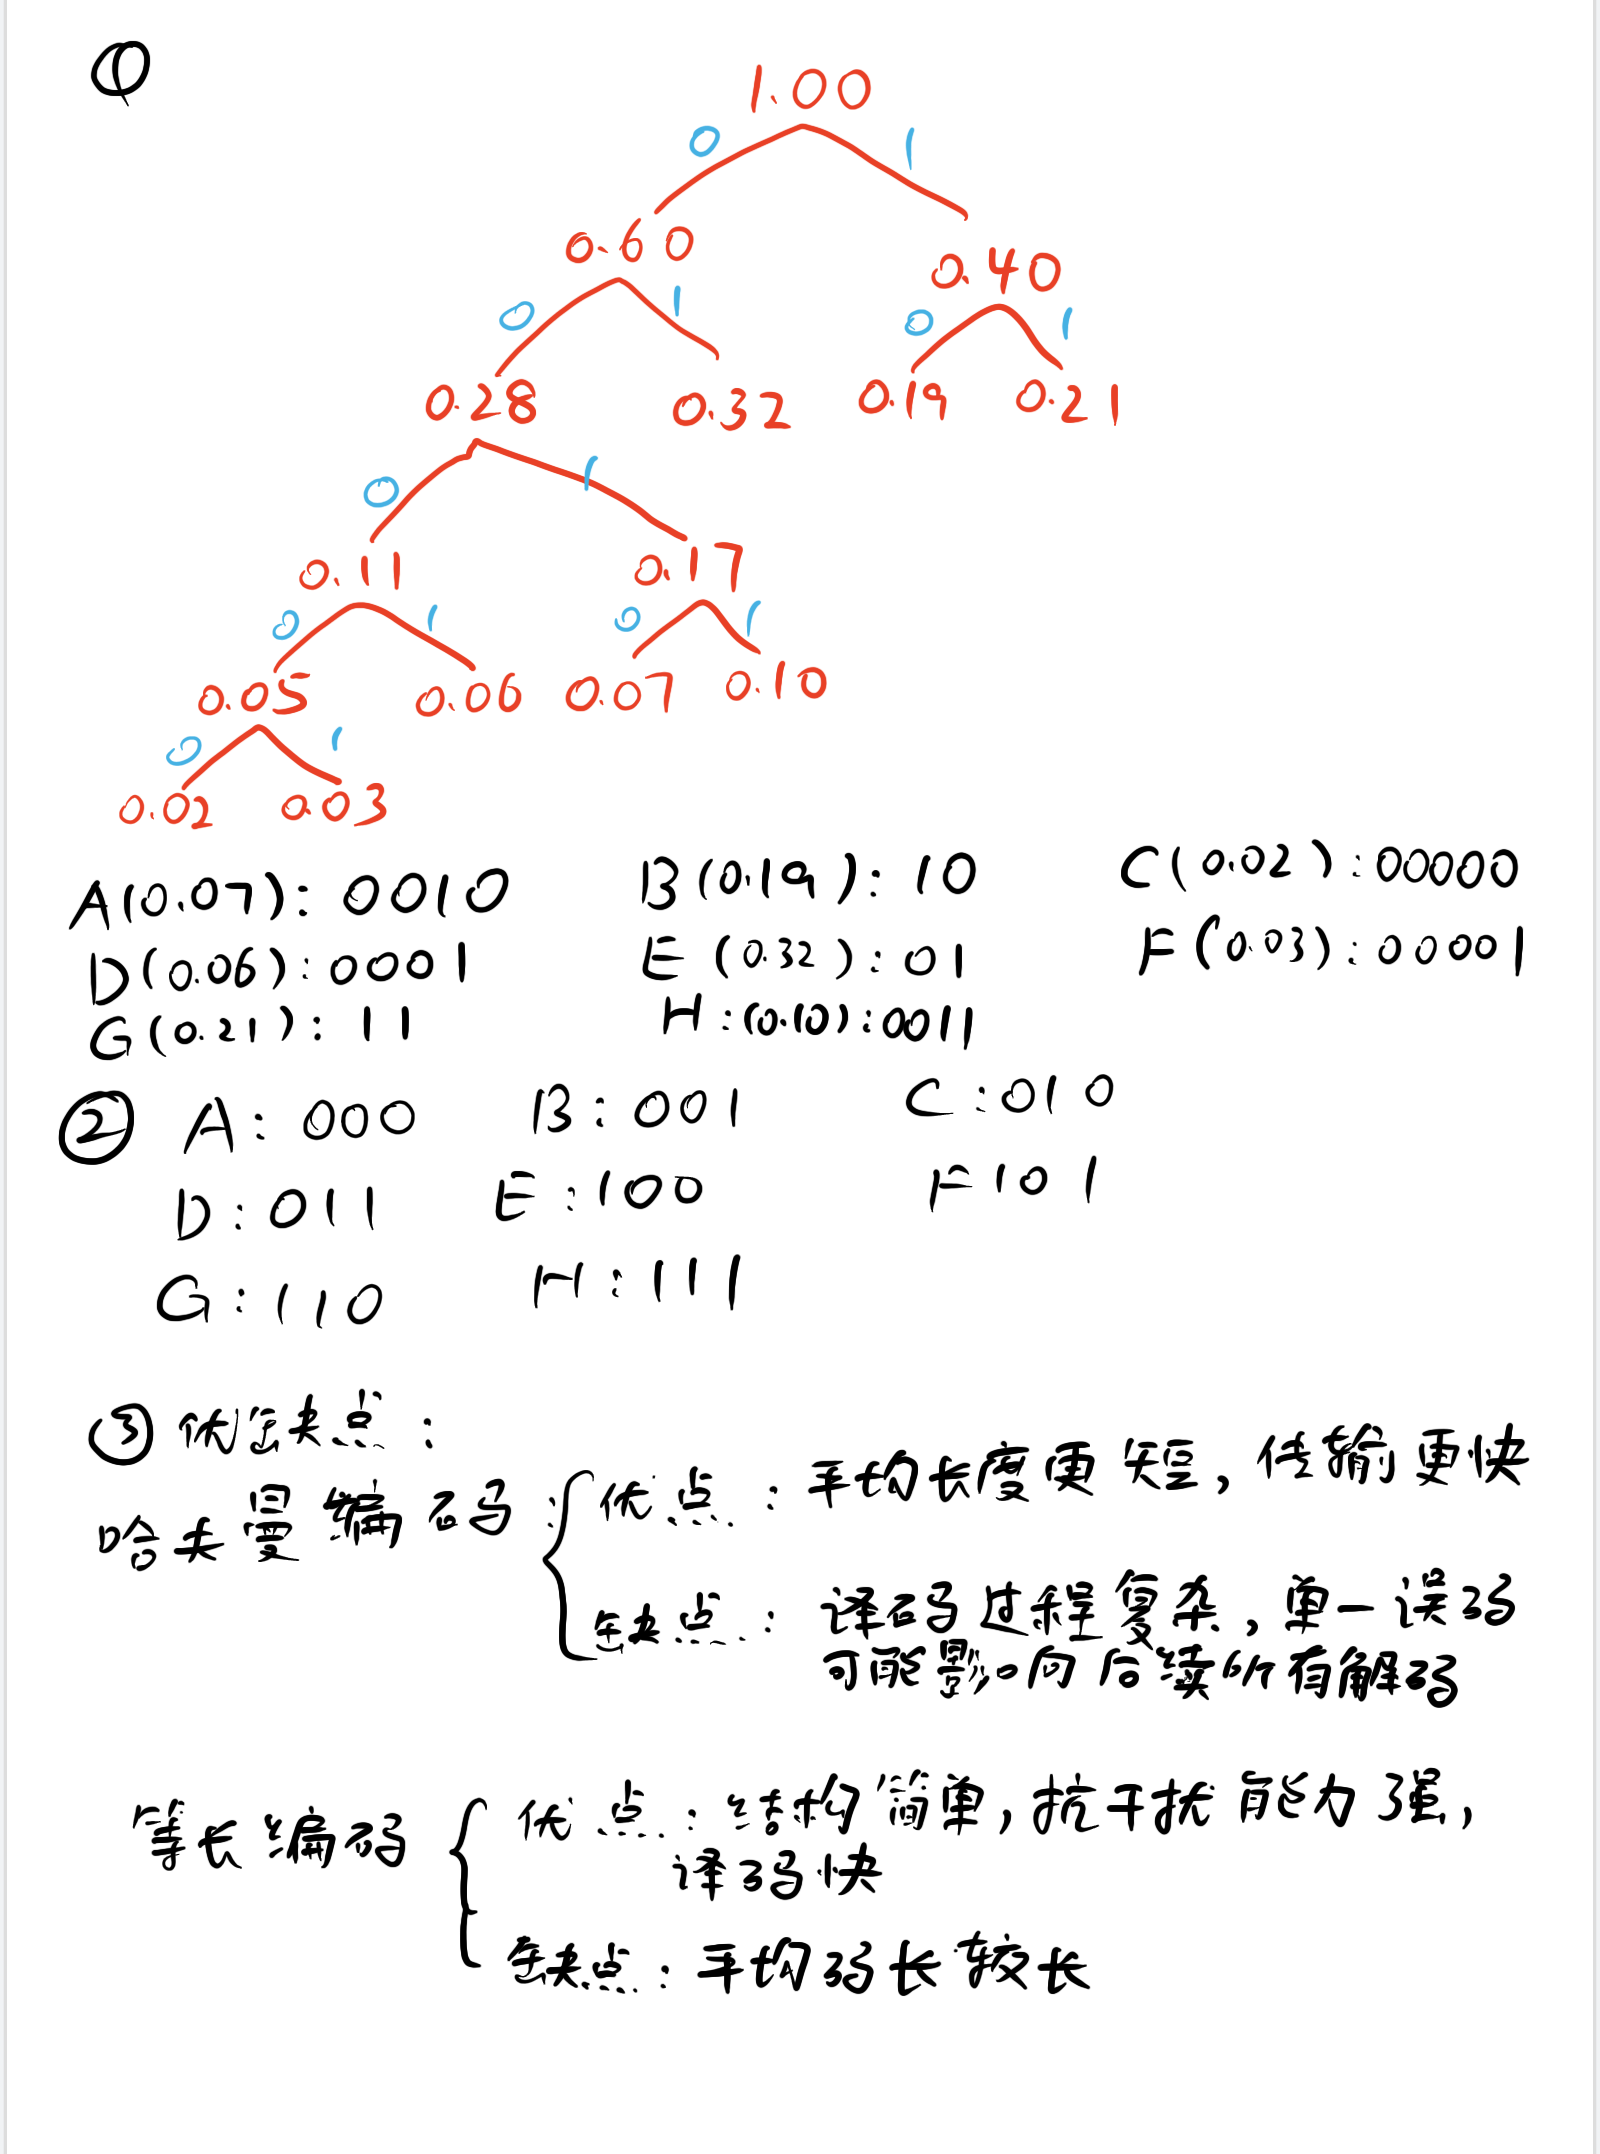 ①
1.00
0 1
0.60 0.40
0 1 0 1
0.28 0.32 0.19 0.21
0 1
0.11 0.17
0 1 0 1
0.05 0.06 0.07 0.10
0 1
0.02 0.03
A(0.07): 0010 B(0.19): 10 C(0.02):00000
D(0.06):0001 E(0.32):01 F(0.03):00001
G(0.21): 11 H:(0.10):0011
② A: 000 B:001 C:010
D:011 E:100 F101
G:110 H:111
③ 优缺点:
哈夫曼编码: 优点:平均长度更短,传输更快
缺点: 译码过程复杂,单一误码
可能影响后续所有解码
等长编码 优点:结构简单,抗干扰能力强,
译码快
缺点:平均码长较长